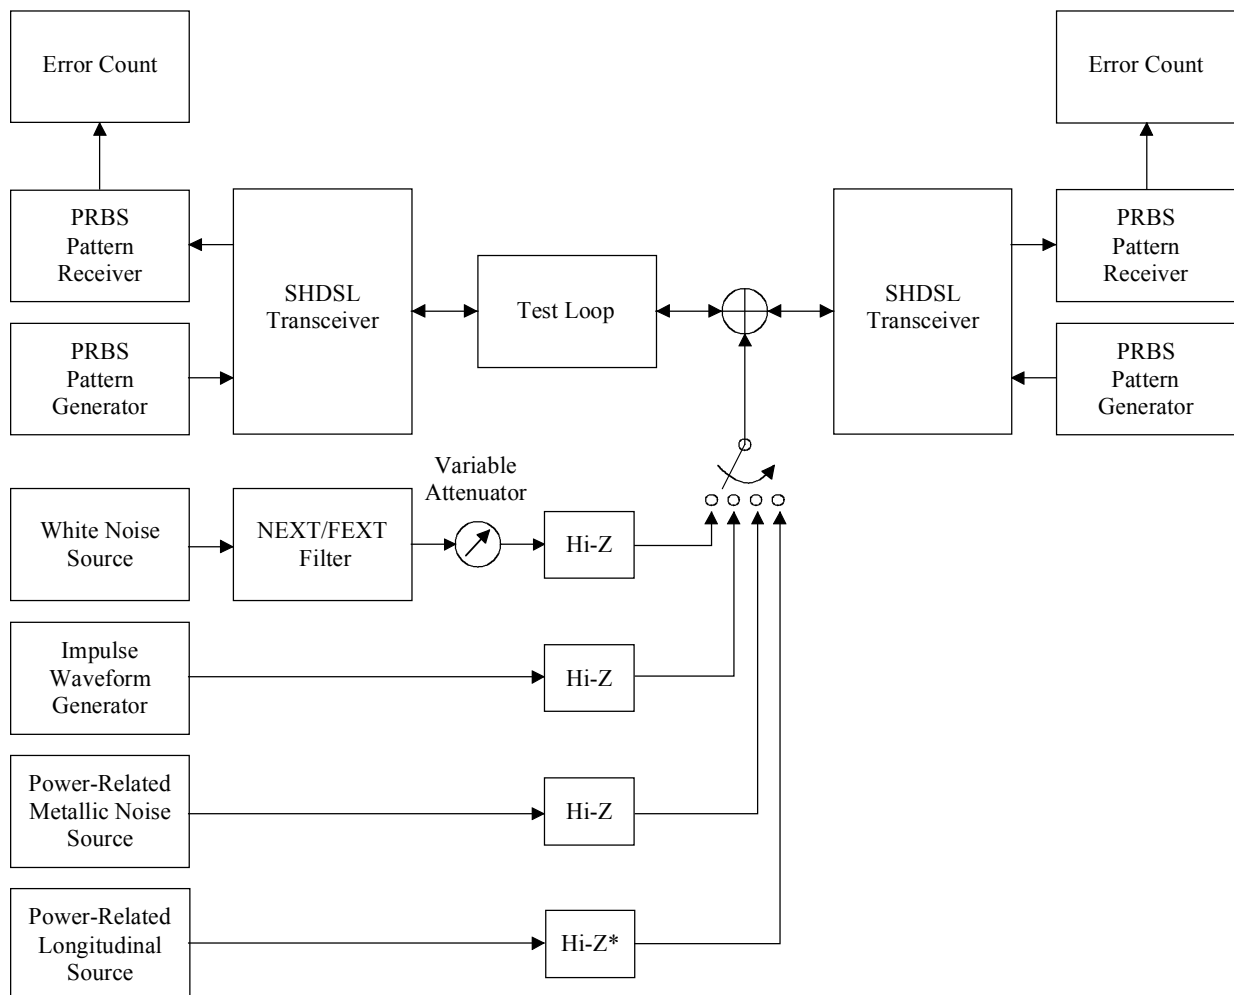 Error Count
Error Count
PRBS
Pattern
Receiver
SHDSL
Transceiver
Test Loop
SHDSL
Transceiver
PRBS
Pattern
Receiver
PRBS
Pattern
Generator
PRBS
Pattern
Generator
Variable
Attenuator
White Noise
Source
NEXT/FEXT
Filter
Hi-Z
Impulse
Waveform
Generator
Hi-Z
Power-Related
Metallic Noise
Source
Hi-Z
Power-Related
Longitudinal
Source
Hi-Z*